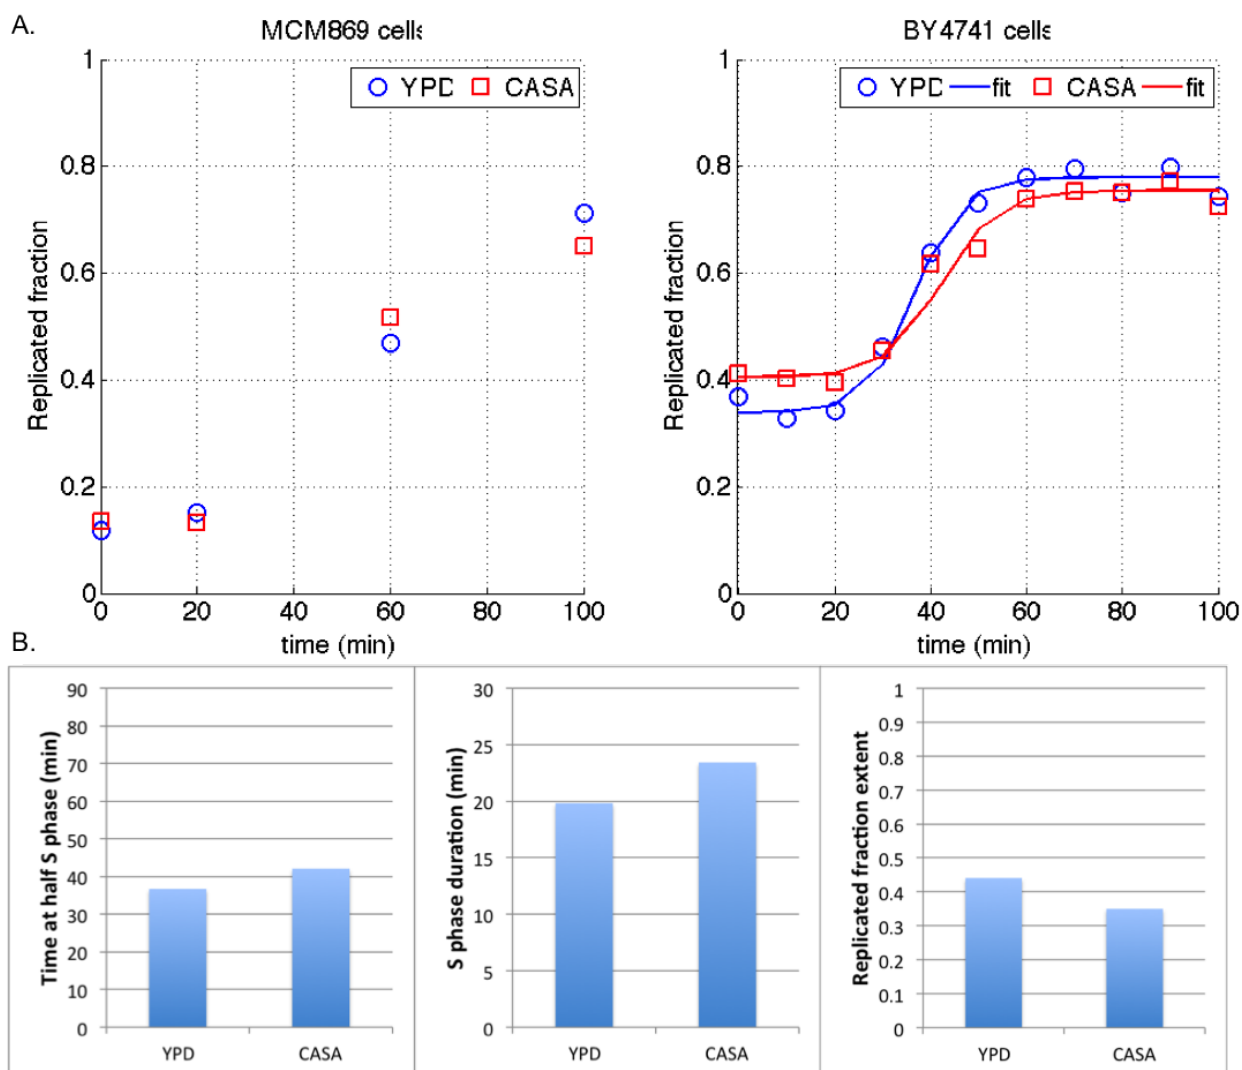 A.
MCM869 cells
YPD CASA
1
0.8
0.6
0.4
0.2
0
Replicated fraction
0 20 40 60 80 100
time (min)
BY4741 cells
YPD fit CASA fit
1
0.8
0.6
0.4
0.2
0
Replicated fraction
0 20 40 60 80 100
time (min)
B.
90
80
70
60
50
40
30
20
10
0
Time at half S phase (min)
YPD CASA
30
25
20
15
10
5
0
S phase duration (min)
YPD CASA
1
0.9
0.8
0.7
0.6
0.5
0.4
0.3
0.2
0.1
0
Replicated fraction extent
YPD CASA